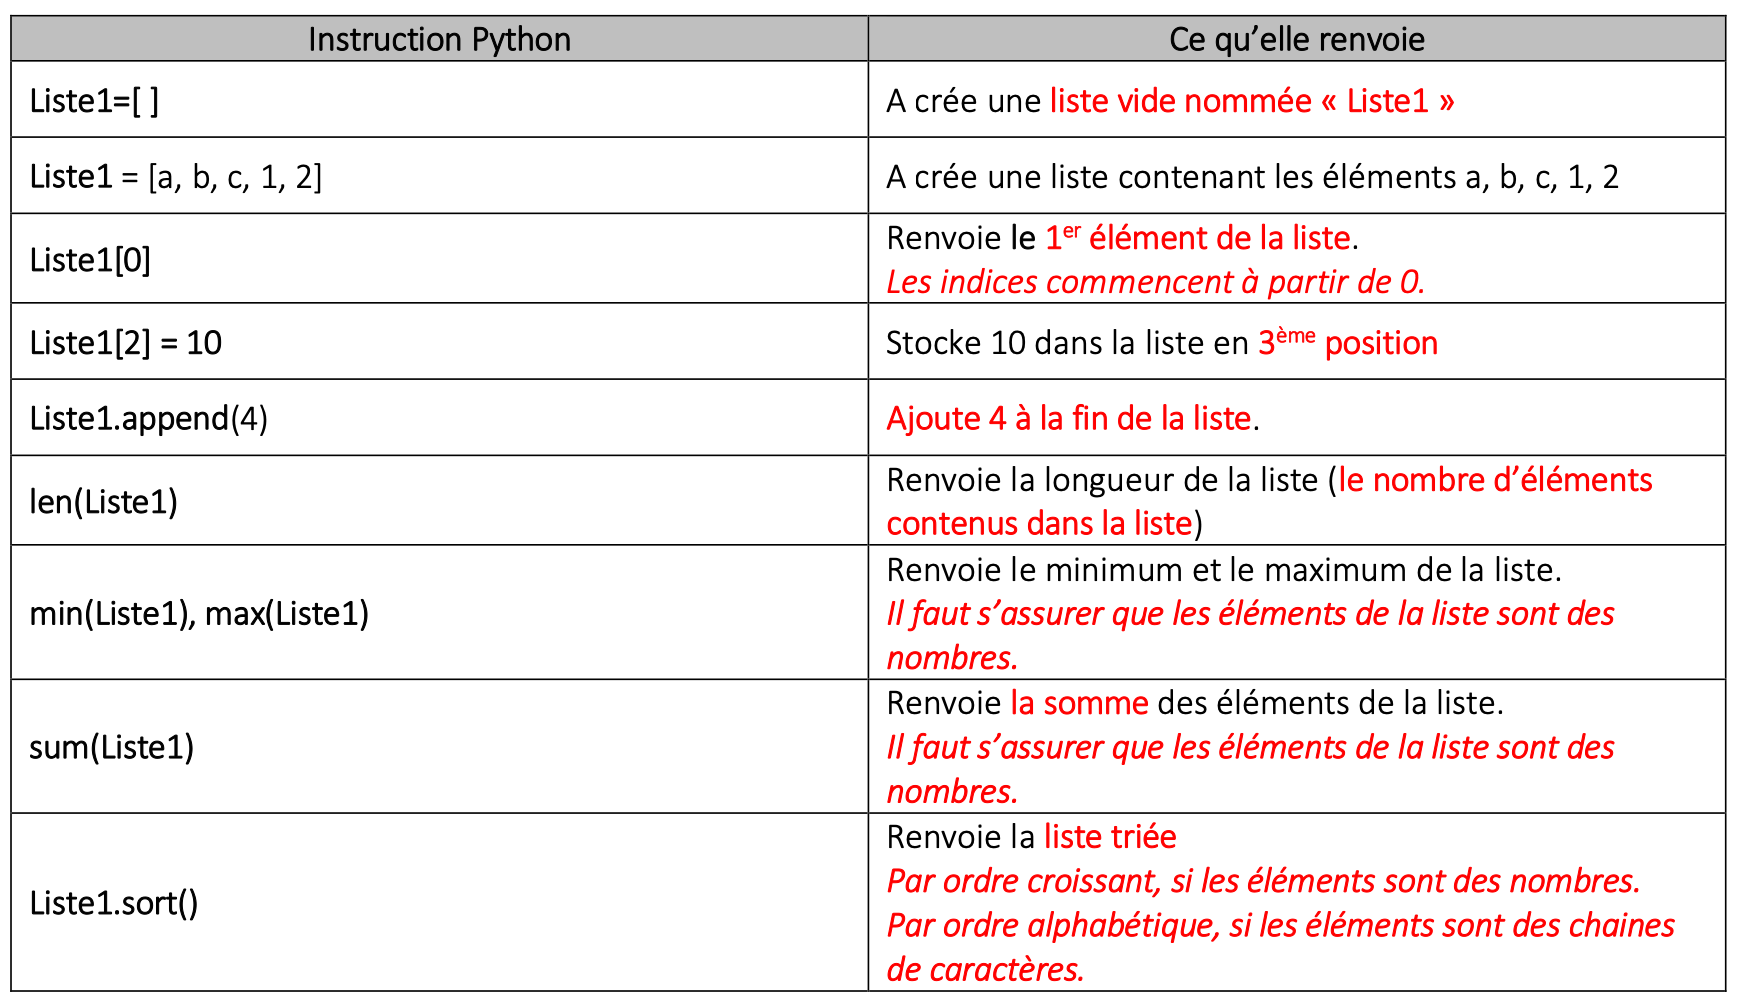 Instruction Python
Ce qu’elle renvoie
Liste1=[ ]
A crée une liste vide nommée « Liste1 »
Liste1 = [a, b, c, 1, 2]
A crée une liste contenant les éléments a, b, c, 1, 2
Liste1[0]
Renvoie le 1er élément de la liste.
Les indices commencent à partir de 0.
Liste1[2] = 10
Stocke 10 dans la liste en 3ème position
Liste1.append(4)
Ajoute 4 à la fin de la liste.
len(Liste1)
Renvoie la longueur de la liste (le nombre d’éléments
contenus dans la liste)
min(Liste1), max(Liste1)
Renvoie le minimum et le maximum de la liste.
Il faut s’assurer que les éléments de la liste sont des
nombres.
sum(Liste1)
Renvoie la somme des éléments de la liste.
Il faut s’assurer que les éléments de la liste sont des
nombres.
Liste1.sort()
Renvoie la liste triée
Par ordre croissant, si les éléments sont des nombres.
Par ordre alphabétique, si les éléments sont des chaines
de caractères.